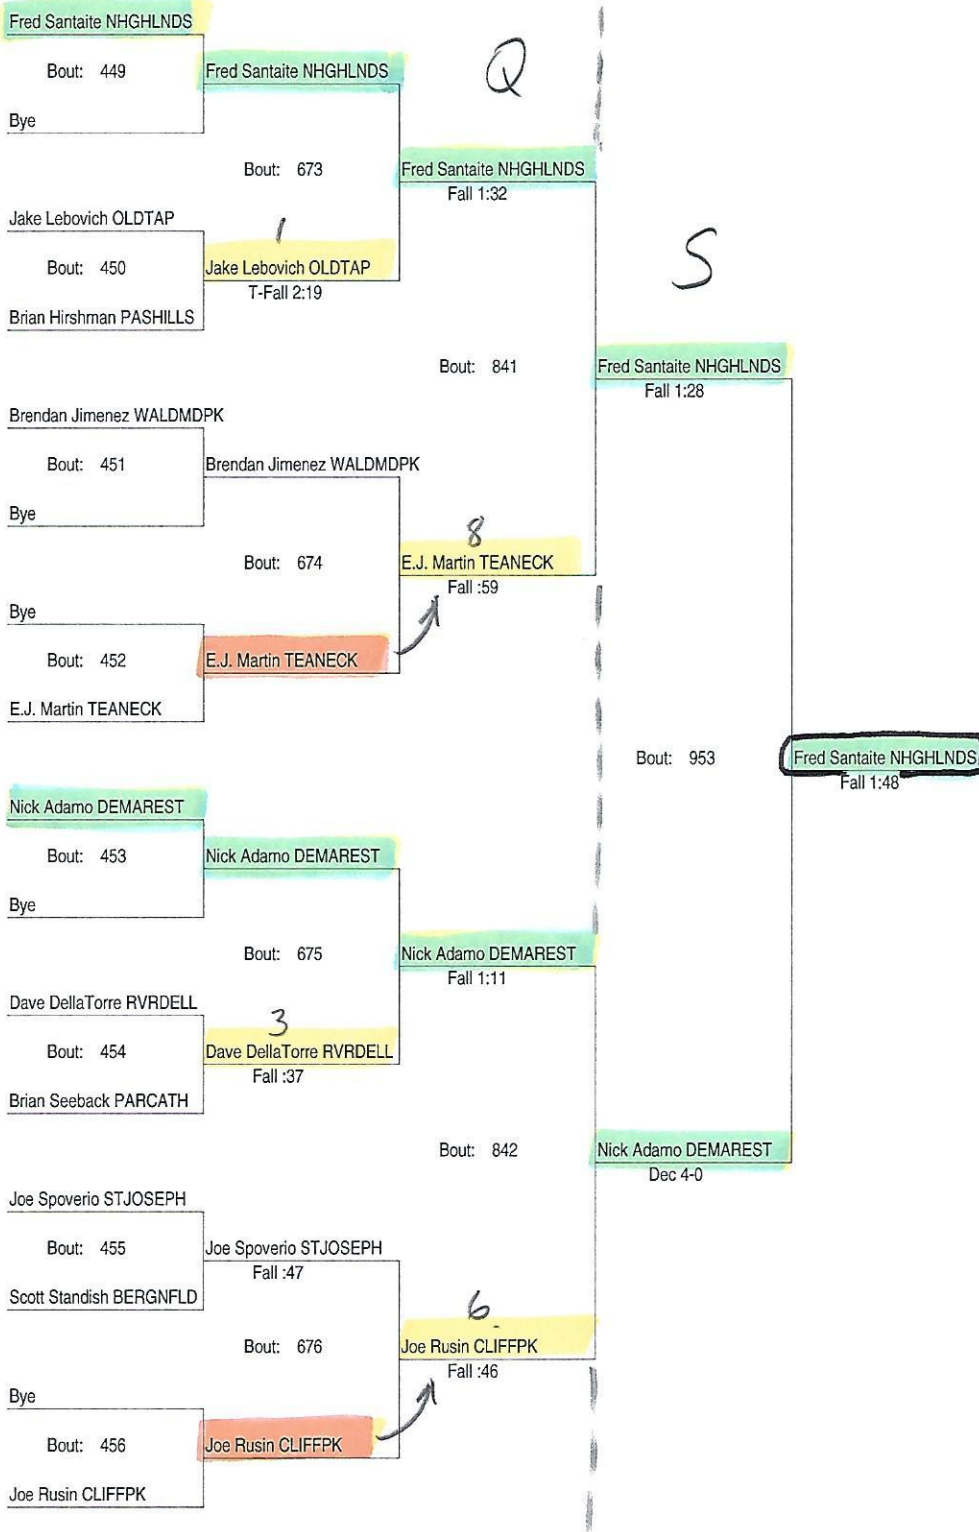 Fred Santaite NHGHLNDS
Bout: 449
Fred Santaite NHGHLNDS
Q
Bye
Bout: 673
Fred Santaite NHGHLNDS
Fall 1:32
Jake Lebovich OLDTAP
1
S
Bout: 450
Jake Lebovich OLDTAP
T-Fall 2:19
Brian Hirshman PASHILLS
Bout: 841
Fred Santaite NHGHLNDS
Fall 1:28
Brendan Jimenez WALDMDPK
Bout: 451
Brendan Jimenez WALDMDPK
Bye
8
Bout: 674
E.J. Martin TEANECK
Fall :59
Bye
Bout: 452
E.J. Martin TEANECK
E.J. Martin TEANECK
Bout: 953
Fred Santaite NHGHLNDS
Fall 1:48
Nick Adamo DEMAREST
Bout: 453
Nick Adamo DEMAREST
Bye
Bout: 675
Nick Adamo DEMAREST
Fall 1:11
Dave DellaTorre RVRDELL
3
Bout: 454
Dave DellaTorre RVRDELL
Fall :37
Brian Seeback PARCATH
Bout: 842
Nick Adamo DEMAREST
Dec 4-0
Joe Spoverio STJOSEPH
Bout: 455
Joe Spoverio STJOSEPH
Fall :47
Scott Standish BERGNFLD
6
Bout: 676
Joe Rusin CLIFFPK
Fall :46
Bye
Bout: 456
Joe Rusin CLIFFPK
Joe Rusin CLIFFPK